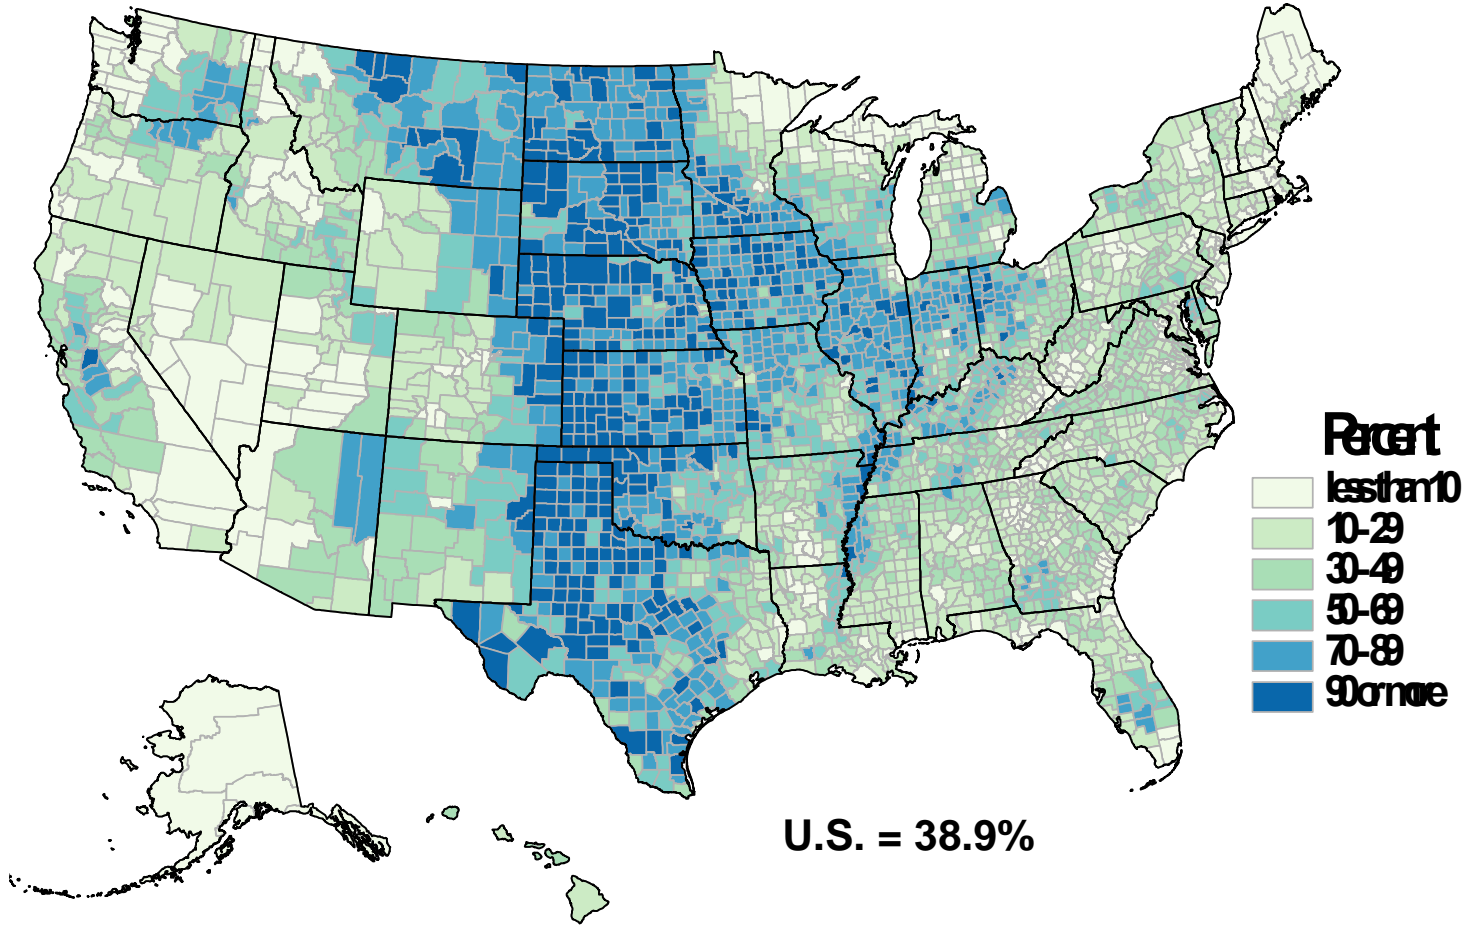 Percent
less than 10
10 - 29
30 - 49
50 - 69
70 - 89
90 or more
U.S. = 38.9%